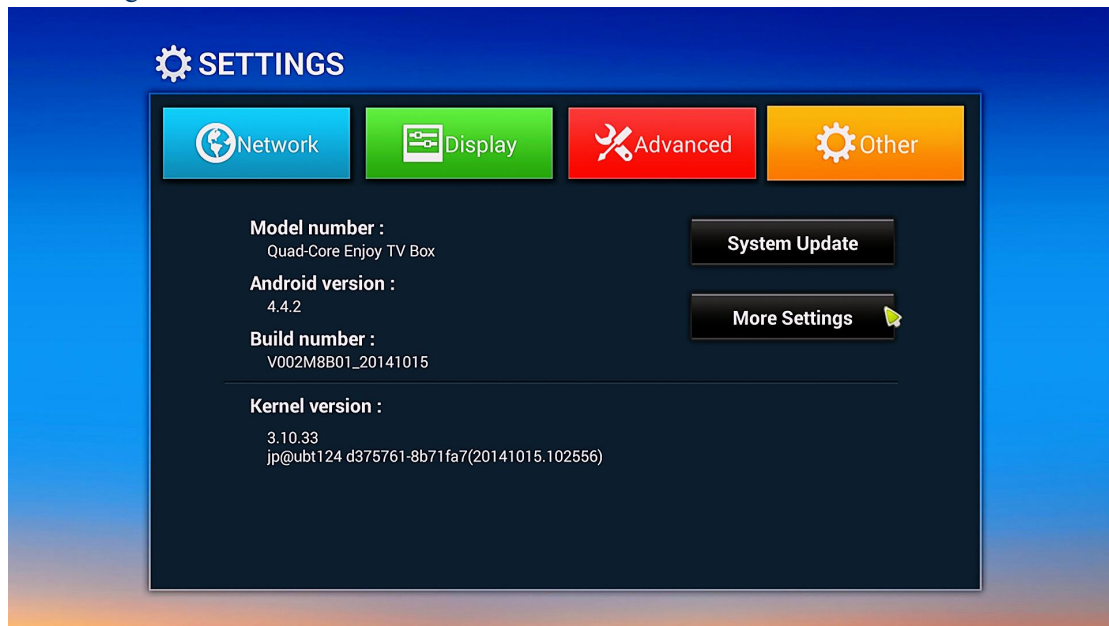 SETTINGS
Network
Display
Advanced
Other
Model number :
Quad-Core Enjoy TV Box
System Update
Android version :
4.4.2
More Settings
Build number :
V002M8B01_20141015
Kernel version :
3.10.33
jp@ubt124 d375761-8b71fa7(20141015.102556)